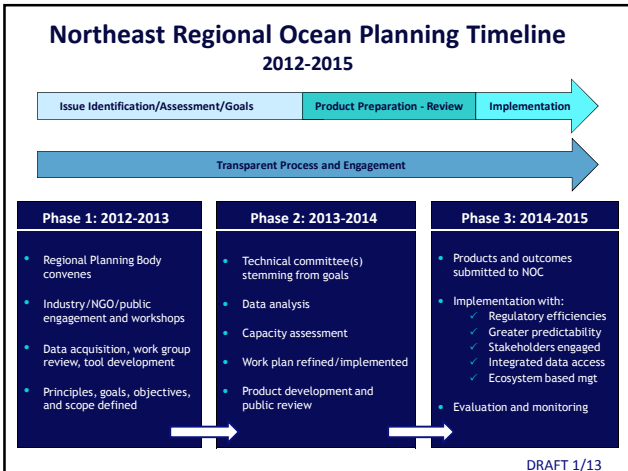 Northeast Regional Ocean Planning Timeline
2012-2015
Issue Identification/Assessment/Goals
Product Preparation - Review
Implementation
Transparent Process and Engagement
Phase 1: 2012-2013
• Regional Planning Body
convenes
• Industry/NGO/public
engagement and workshops
• Data acquisition, work group
review, tool development
• Principles, goals, objectives,
and scope defined
Phase 2: 2013-2014
• Technical committee(s)
stemming from goals
• Data analysis
• Capacity assessment
• Work plan refined/implemented
• Product development and
public review
Phase 3: 2014-2015
• Products and outcomes
submitted to NOC
• Implementation with:
✓ Regulatory efficiencies
✓ Greater predictability
✓ Stakeholders engaged
✓ Integrated data access
✓ Ecosystem based mgt
• Evaluation and monitoring
DRAFT 1/13